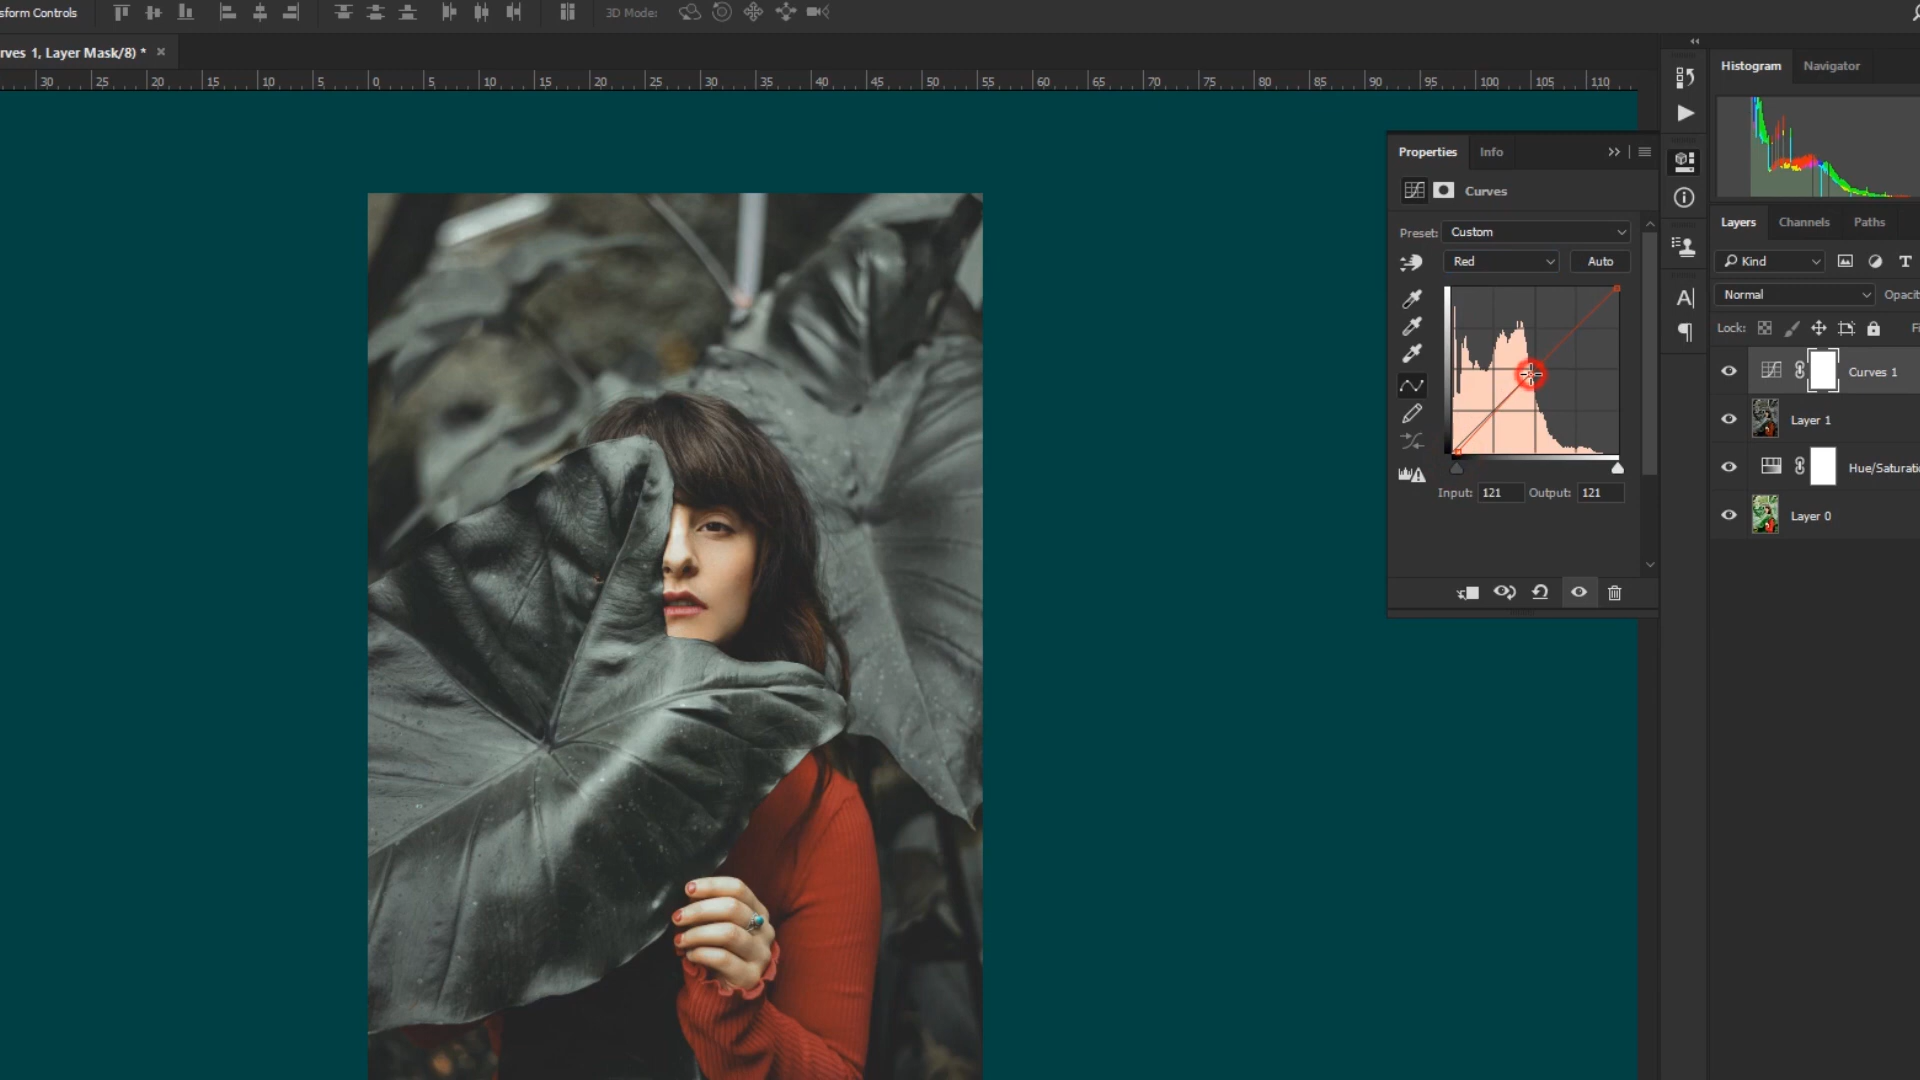 sform Controls
3D Mode:
rves 1, Layer Mask/8) *
30 25 20 15 10 5 0 5 10 15 20 25 30 35 40 45 50 55 60 65 70 75 80 85 90 95 100 105 110
Histogram Navigator
Properties Info
Curves
Preset: Custom
Red Auto
Input: 121 Output: 121
Layers Channels Paths
Kind
Normal Opacit
Lock: Fi
Curves 1
Layer 1
Hue/Saturatio
Layer 0